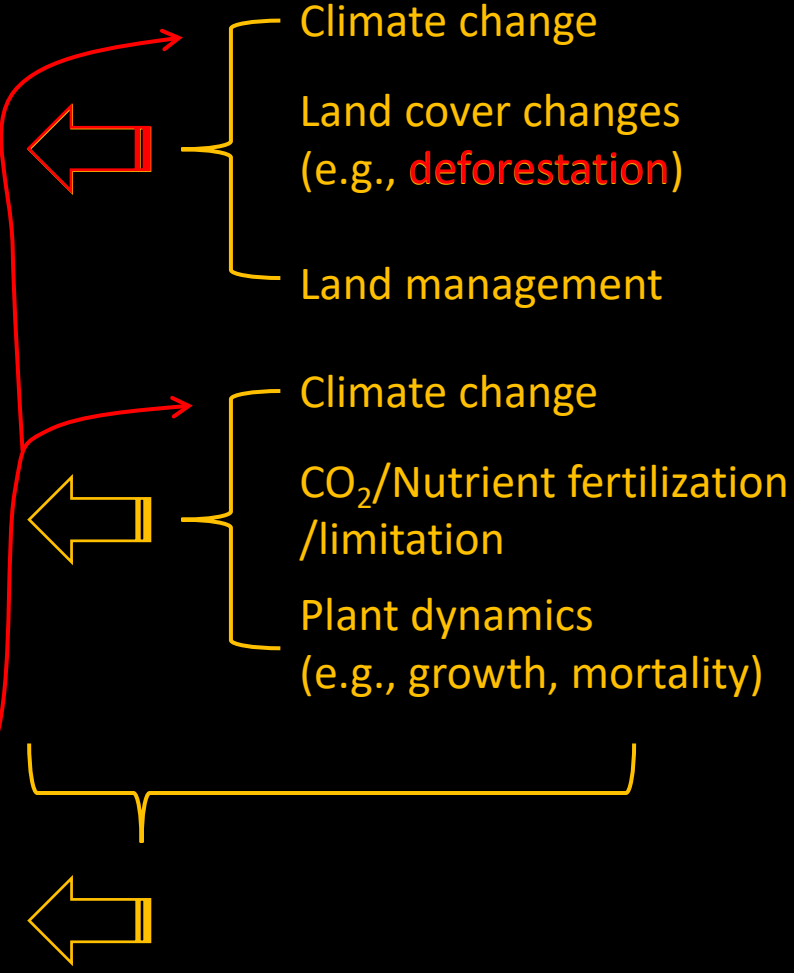 Climate change
Land cover changes
(e.g., deforestation)
Land management
Climate change
CO₂/Nutrient fertilization
/limitation
Plant dynamics
(e.g., growth, mortality)